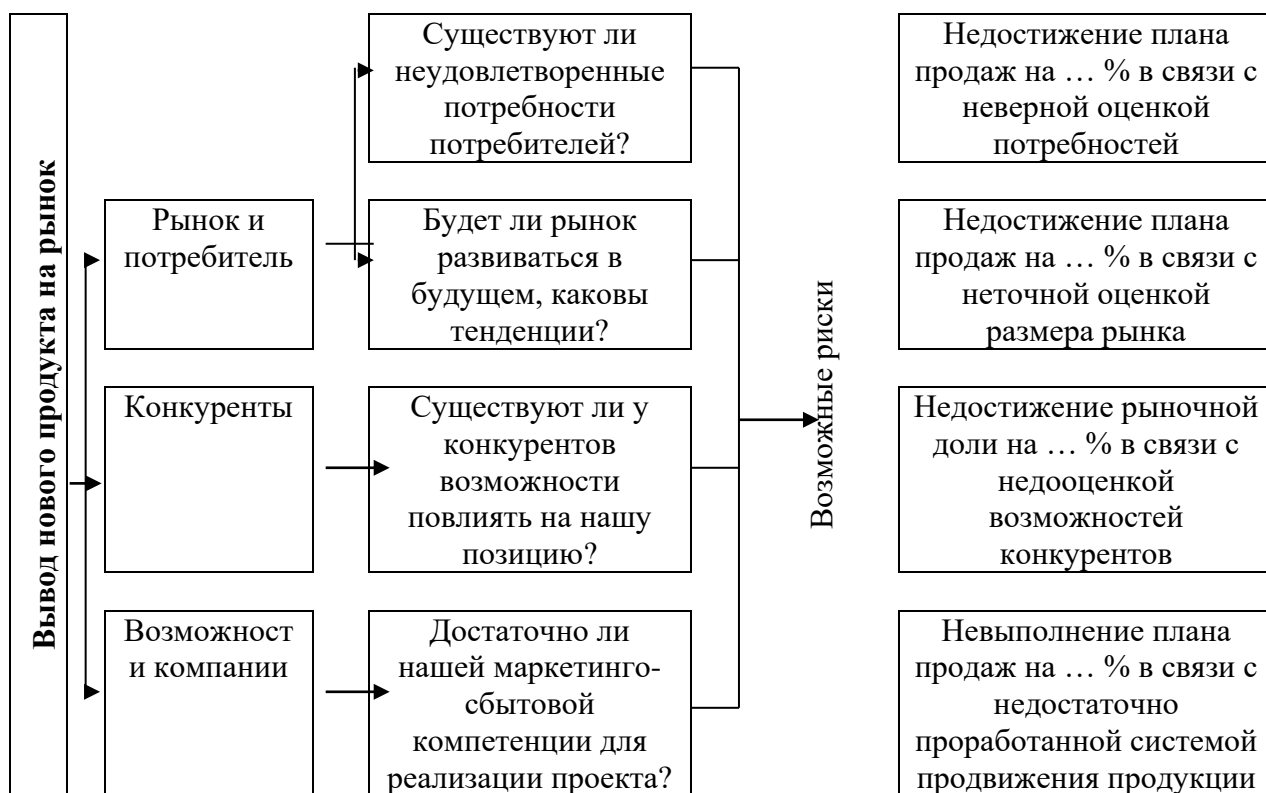 Вывод нового продукта на рынок
Рынок и
потребитель
Конкуренты
Возможност
и компании
Существуют ли
неудовлетворенные
потребности
потребителей?
Будет ли рынок
развиваться в
будущем, каковы
тенденции?
Существуют ли у
конкурентов
возможности
повлиять на нашу
позицию?
Достаточно ли
нашей маркетинго-
сбытовой
компетенции для
реализации проекта?
Возможные риски
Недостижение плана
продаж на … % в связи с
неверной оценкой
потребностей
Недостижение плана
продаж на … % в связи с
неточной оценкой
размера рынка
Недостижение рыночной
доли на … % в связи с
недооценкой
возможностей
конкурентов
Невыполнение плана
продаж на … % в связи с
недостаточно
проработанной системой
продвижения продукции